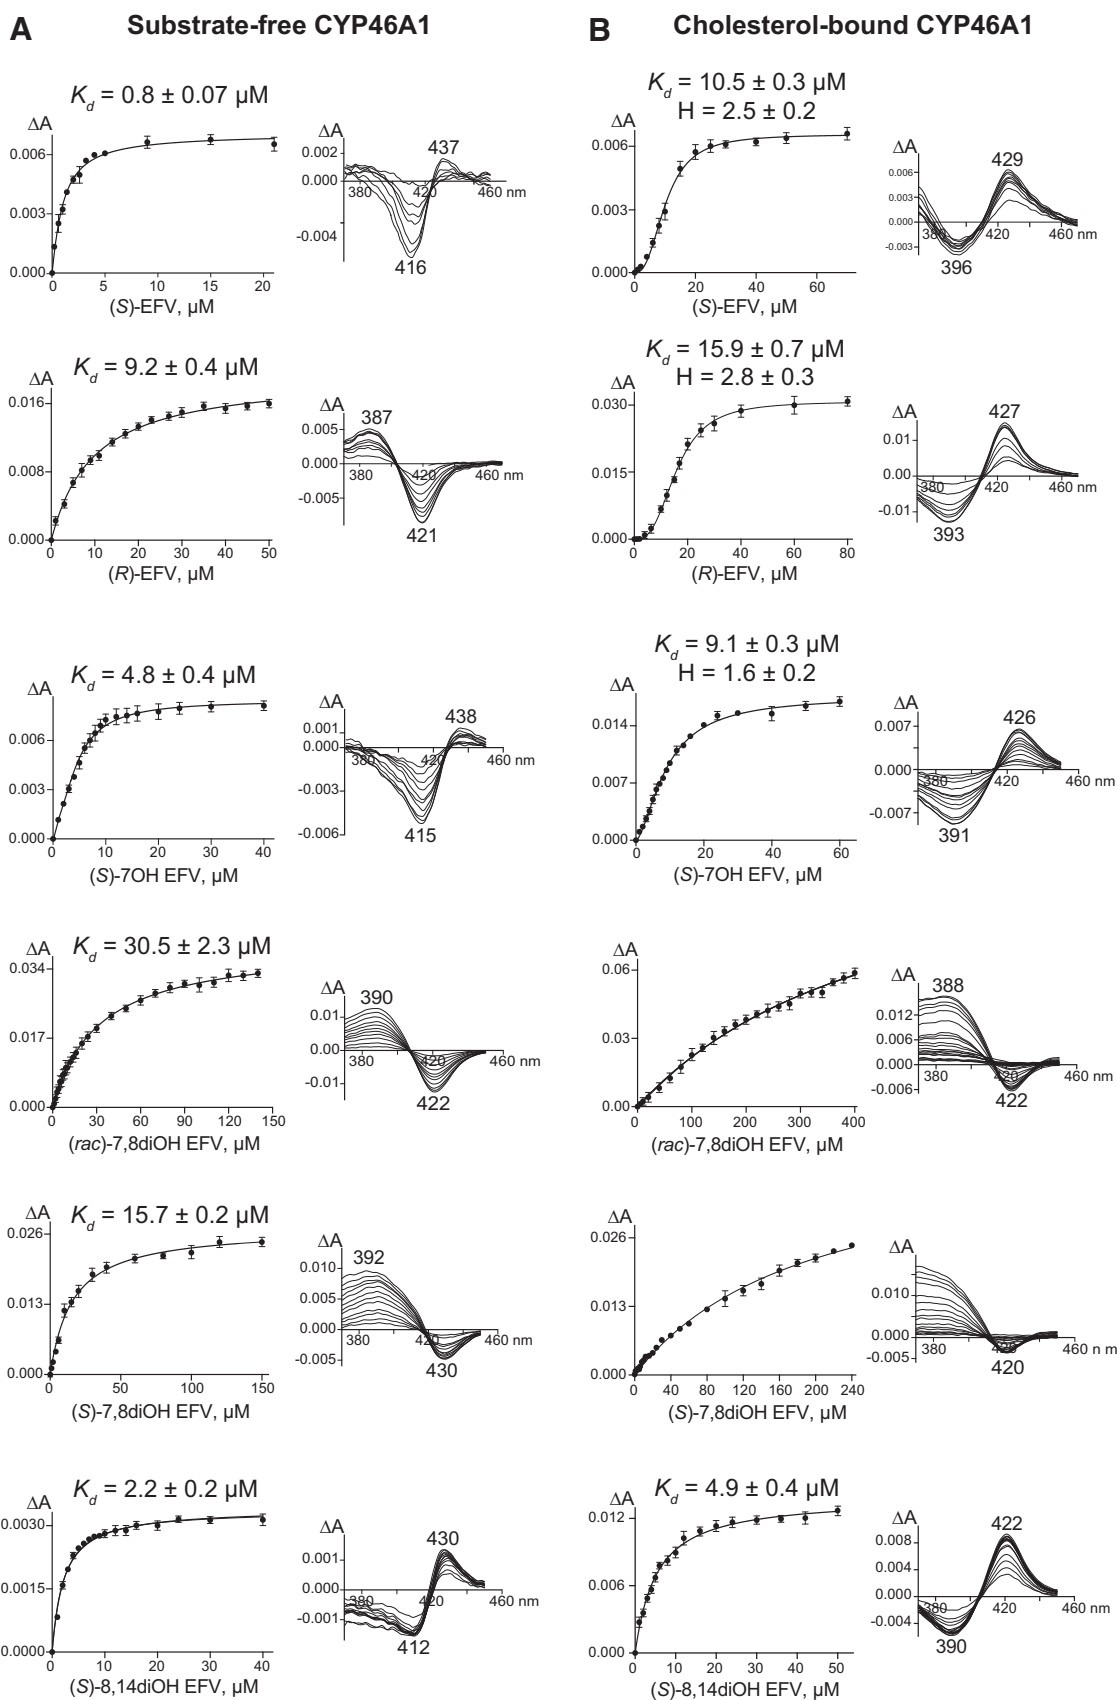 A Substrate-free CYP46A1
B Cholesterol-bound CYP46A1
Kd = 0.8 ± 0.07 µM
ΔA
0.006
0.003
0.000
0 5 10 15 20
(S)-EFV, µM
ΔA
0.002
0.000
-0.004
437
380 420 460 nm
416
Kd = 10.5 ± 0.3 µM
H = 2.5 ± 0.2
ΔA
0.006
0.003
0.000
0 20 40 60
(S)-EFV, µM
ΔA
0.006
0.003
0.000
-0.003
429
380 420 460 nm
396
Kd = 9.2 ± 0.4 µM
ΔA
0.016
0.008
0.000
0 10 20 30 40 50
(R)-EFV, µM
ΔA
0.005
0.000
-0.005
387
380 420 460 nm
421
Kd = 15.9 ± 0.7 µM
H = 2.8 ± 0.3
ΔA
0.030
0.015
0.000
0 20 40 60 80
(R)-EFV, µM
ΔA
0.01
0.00
-0.01
427
380 420 460 nm
393
Kd = 4.8 ± 0.4 µM
ΔA
0.006
0.003
0.000
0 10 20 30 40
(S)-7OH EFV, µM
ΔA
0.001
0.000
-0.003
-0.006
438
380 420 460 nm
415
Kd = 9.1 ± 0.3 µM
H = 1.6 ± 0.2
ΔA
0.014
0.007
0.000
0 20 40 60
(S)-7OH EFV, µM
ΔA
0.007
0.000
-0.007
426
380 420 460 nm
391
Kd = 30.5 ± 2.3 µM
ΔA
0.034
0.017
0.000
0 30 60 90 120 150
(rac)-7,8diOH EFV, µM
ΔA
0.01
0.00
-0.01
390
380 420 460 nm
422
ΔA
0.06
0.03
0.00
0 100 200 300 400
(rac)-7,8diOH EFV, µM
ΔA
0.012
0.006
0.000
-0.006
388
380 420 460 nm
422
Kd = 15.7 ± 0.2 µM
ΔA
0.026
0.013
0.000
0 50 100 150
(S)-7,8diOH EFV, µM
ΔA
0.010
0.005
0.000
-0.005
392
380 420 460 nm
430
ΔA
0.026
0.013
0.000
0 40 80 120 160 200 240
(S)-7,8diOH EFV, µM
ΔA
0.010
0.000
-0.005
380 420 460 n m
420
Kd = 2.2 ± 0.2 µM
ΔA
0.0030
0.0015
0.0000
0 10 20 30 40
(S)-8,14diOH EFV, µM
ΔA
0.001
0.000
-0.001
430
380 420 460 nm
412
Kd = 4.9 ± 0.4 µM
ΔA
0.012
0.006
0.000
0 10 20 30 40 50
(S)-8,14diOH EFV, µM
ΔA
0.008
0.004
0.000
-0.004
422
380 420 460 nm
390